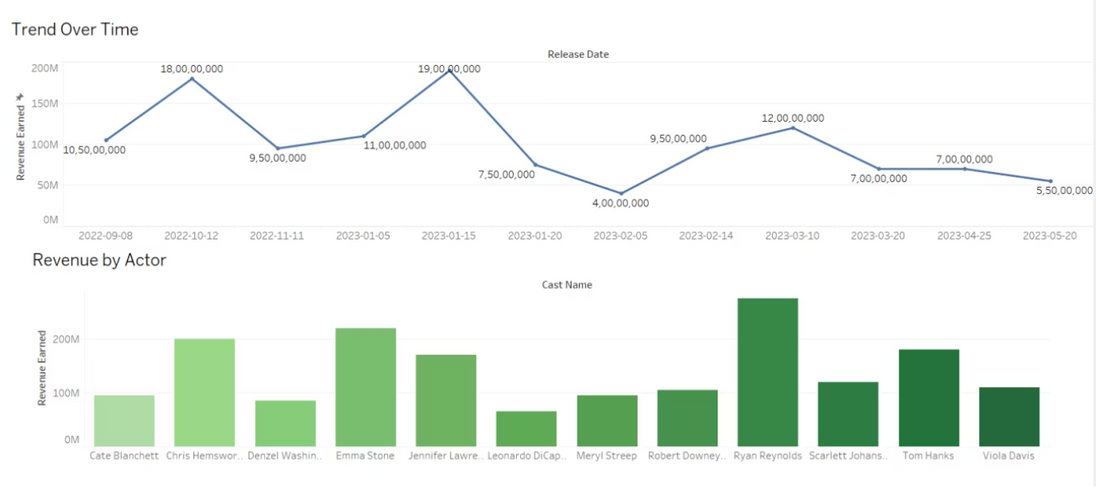 Trend Over Time
Release Date
200M
18,00,00,000
19,00,00,000
150M
12,00,00,000
Revenue Earned
100M
10,50,00,000
9,50,00,000
11,00,00,000
9,50,00,000
7,50,00,000
7,00,00,000
7,00,00,000
50M
5,50,00,000
4,00,00,000
0M
2022-09-08 2022-10-12 2022-11-11 2023-01-05 2023-01-15 2023-01-20 2023-02-05 2023-02-14 2023-03-10 2023-03-20 2023-04-25 2023-05-20
Revenue by Actor
Cast Name
Revenue Earned
200M
100M
0M
Cate Blanchett Chris Hemswor.. Denzel Washin.. Emma Stone Jennifer Lawre.. Leonardo DiCap.. Meryl Streep Robert Downey.. Ryan Reynolds Scarlett Johans.. Tom Hanks Viola Davis